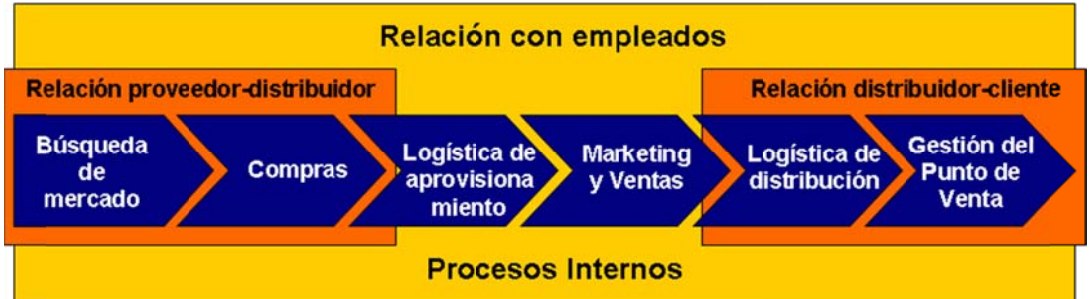 Relación con empleados
Relación proveedor-distribuidor
Relación distribuidor-cliente
Búsqueda
de
mercado
Compras
Logística de
aprovisiona
miento
Marketing
y Ventas
Logística de
distribución
Gestión del
Punto de
Venta
Procesos Internos